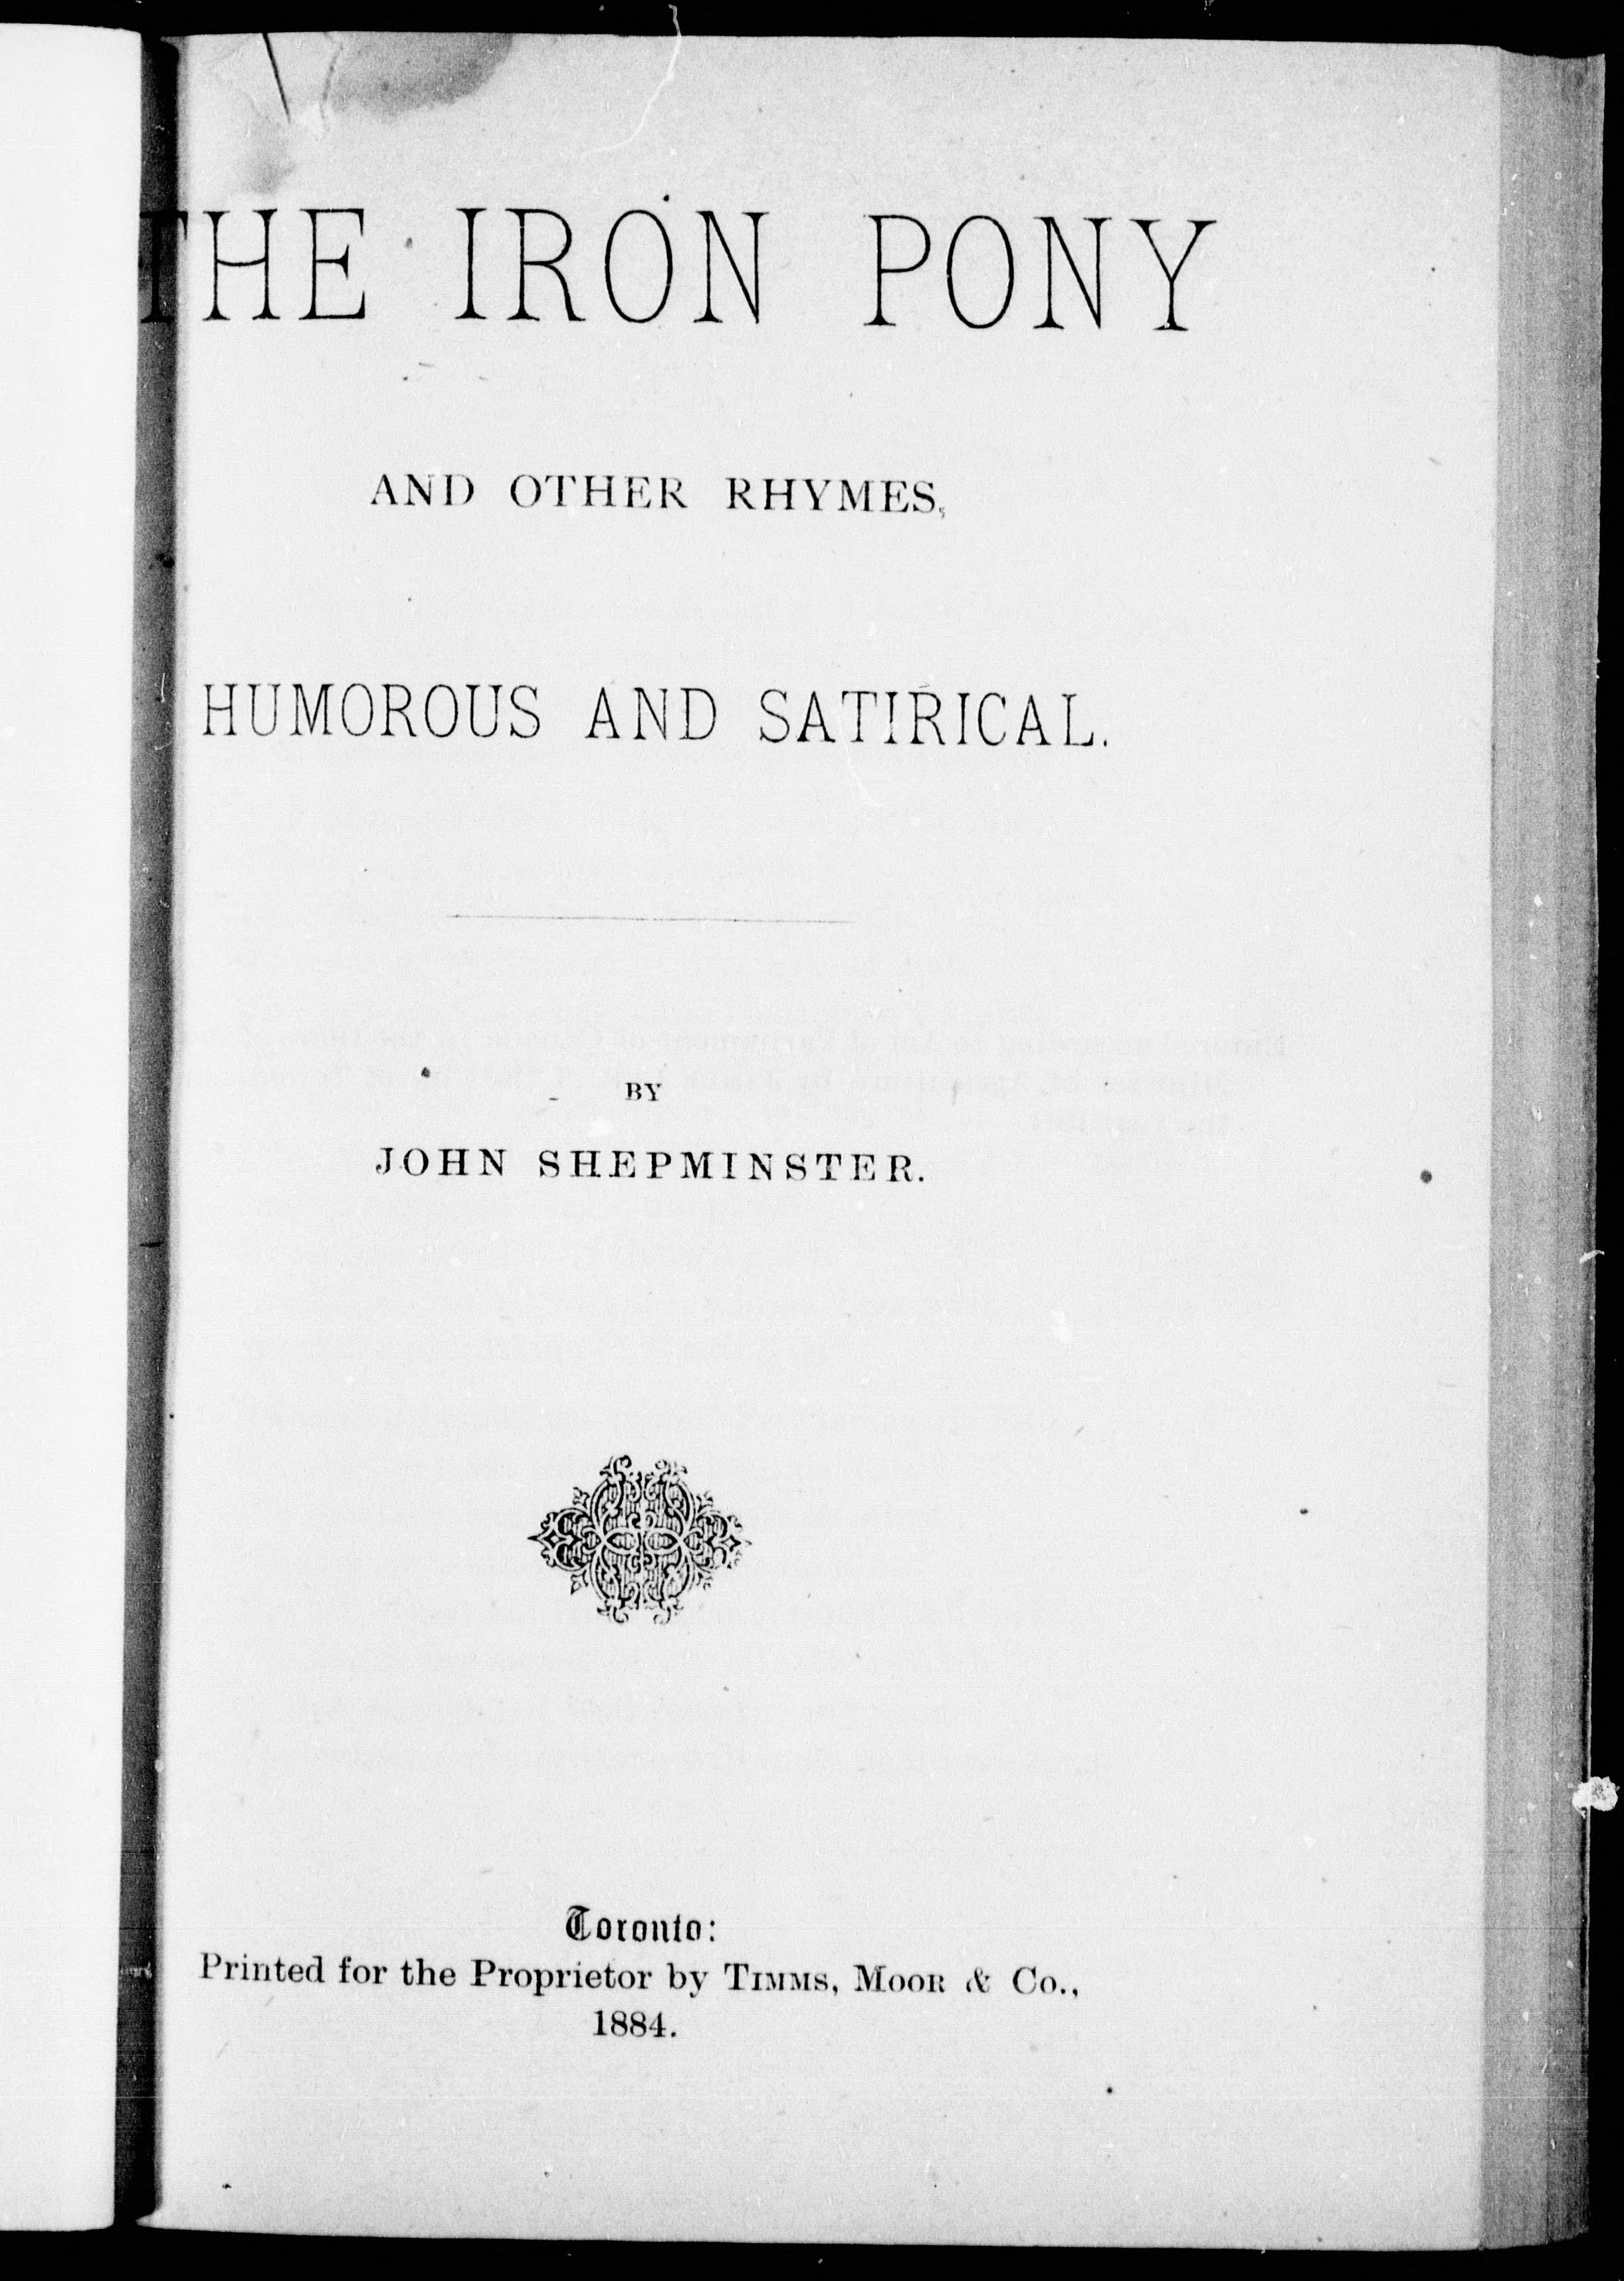 THE IRON PONY
AND OTHER RHYMES,
HUMOROUS AND SATIRICAL.
BY
JOHN SHEPMINSTER.
Toronto:
Printed for the Proprietor by TIMMS, MOOR & Co.,
1884.